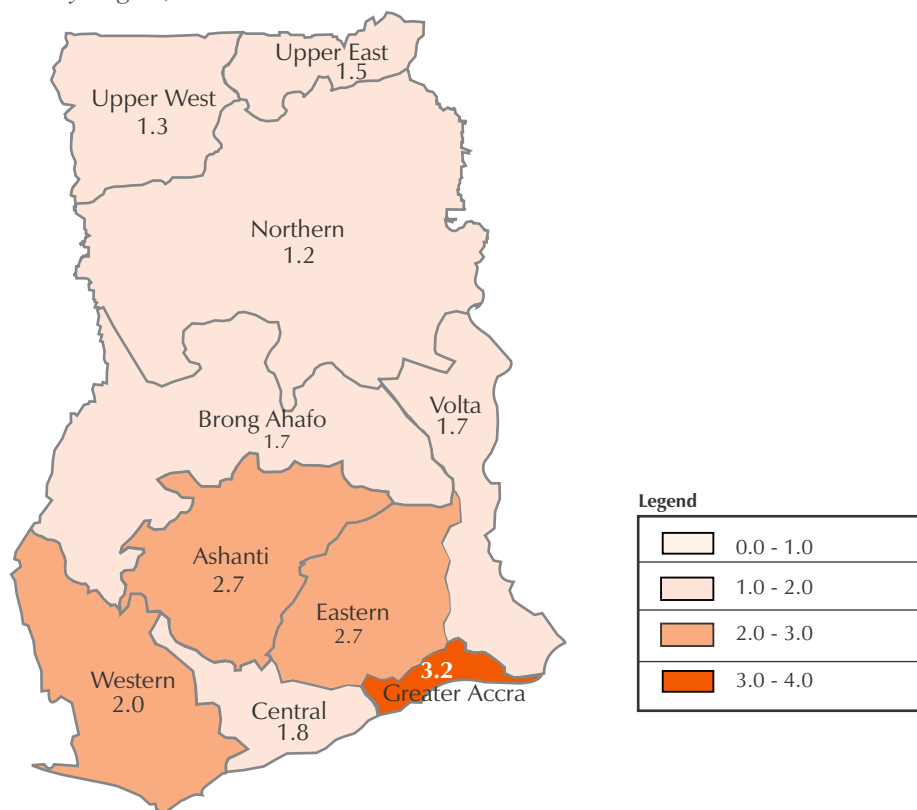 Upper East
1.5
Upper West
1.3
Northern
1.2
Volta
1.7
Brong Ahafo
1.7
Ashanti
2.7
Eastern
2.7
Western
2.0
Central
1.8
3.2
Greater Accra
Legend
0.0 - 1.0
1.0 - 2.0
2.0 - 3.0
3.0 - 4.0